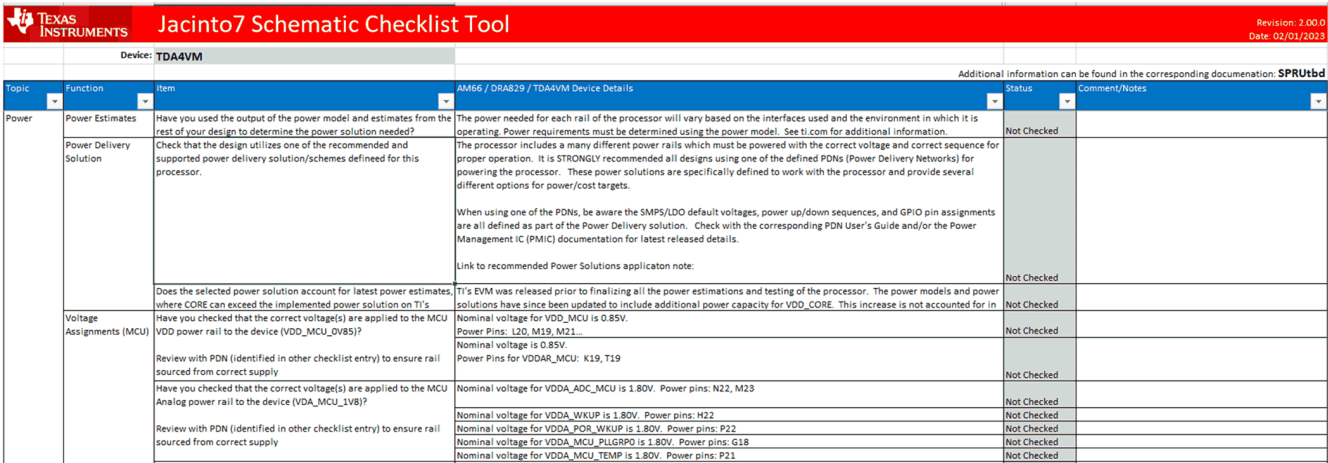 TEXAS
INSTRUMENTS
Jacinto7 Schematic Checklist Tool
Revision: 2.00.0
Date: 02/01/2023
Device: TDA4VM
Additional information can be found in the corresponding documenation: SPRUtbd
Topic Function Item AM66 / DRA829 / TDA4VM Device Details Status Comment/Notes
Power Power Estimates Have you used the output of the power model and estimates from the
rest of your design to determine the power solution needed?
The power needed for each rail of the processor will vary based on the interfaces used and the environment in which it is
operating. Power requirements must be determined using the power model. See ti.com for additional information.
Not Checked
Power Delivery
Solution
Check that the design utilizes one of the recommended and
supported power delivery solution/schemes defineed for this
processor.
The processor includes a many different power rails which must be powered with the correct voltage and correct sequence for
proper operation. It is STRONGLY recommended all designs using one of the defined PDNs (Power Delivery Networks) for
powering the processor. These power solutions are specifically defined to work with the processor and provide several
different options for power/cost targets.
When using one of the PDNs, be aware the SMPS/LDO default voltages, power up/down sequences, and GPIO pin assignments
are all defined as part of the Power Delivery solution. Check with the corresponding PDN User's Guide and/or the Power
Management IC (PMIC) documentation for latest released details.
Link to recommended Power Solutions applicaton note:
Not Checked
Does the selected power solution account for latest power estimates,
where CORE can exceed the implemented power solution on TI's
TI's EVM was released prior to finalizing all the power estimations and testing of the processor. The power models and power
solutions have since been updated to include additional power capacity for VDD_CORE. This increase is not accounted for in
Not Checked
Voltage
Assignments (MCU)
Have you checked that the correct voltage(s) are applied to the MCU
VDD power rail to the device (VDD_MCU_0V85)?
Review with PDN (identified in other checklist entry) to ensure rail
sourced from correct supply
Nominal voltage for VDD_MCU is 0.85V.
Power Pins: L20, M19, M21...
Not Checked
Nominal voltage is 0.85V.
Power Pins for VDDAR_MCU: K19, T19
Not Checked
Have you checked that the correct voltage(s) are applied to the MCU
Analog power rail to the device (VDA_MCU_1V8)?
Review with PDN (identified in other checklist entry) to ensure rail
sourced from correct supply
Nominal voltage for VDDA_ADC_MCU is 1.80V. Power pins: N22, M23
Not Checked
Nominal voltage for VDDA_WKUP is 1.80V. Power pins: H22 Not Checked
Nominal voltage for VDDA_POR_WKUP is 1.80V. Power pins: P22 Not Checked
Nominal voltage for VDDA_MCU_PLLGRP0 is 1.80V. Power pins: G18 Not Checked
Nominal voltage for VDDA_MCU_TEMP is 1.80V. Power pins: P21 Not Checked